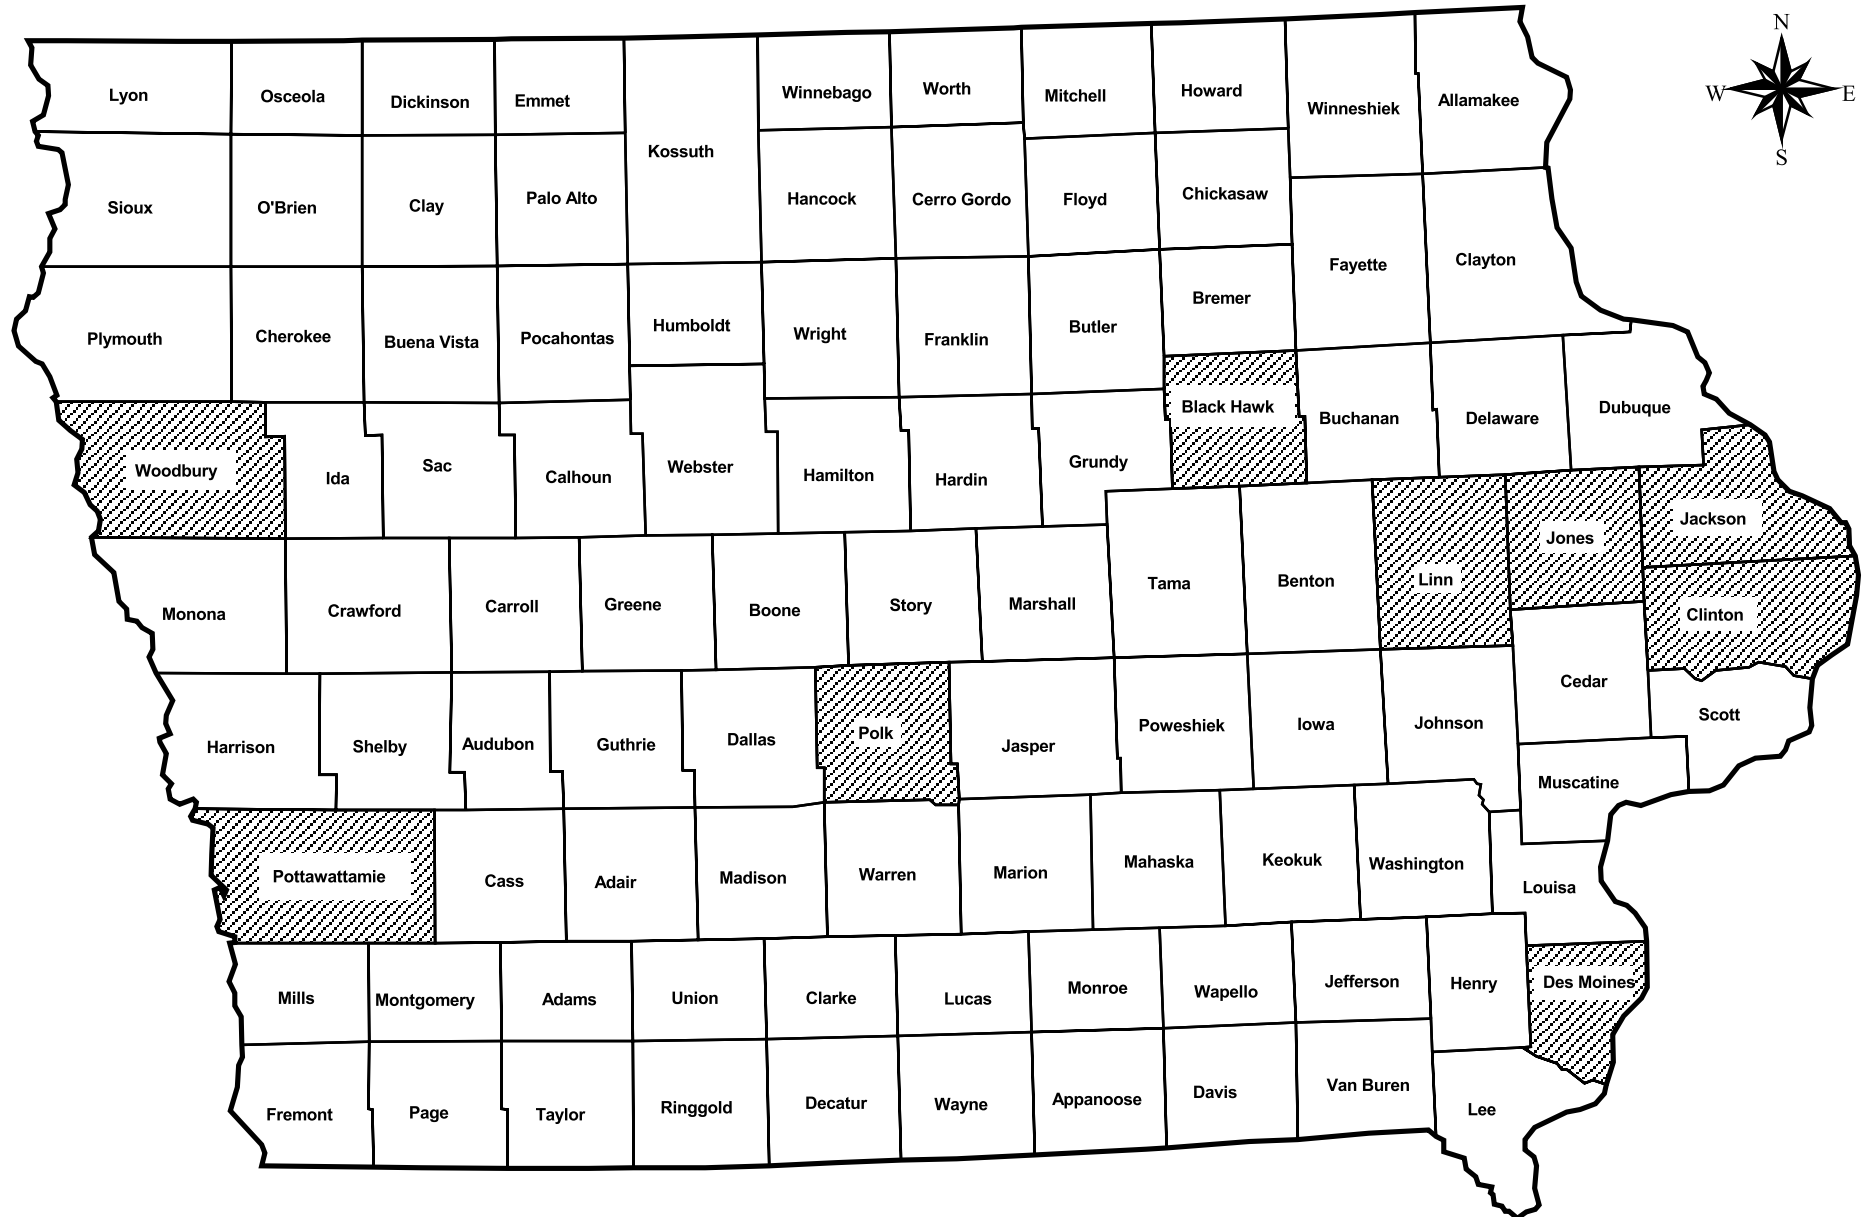 N
W E
S
Lyon
Osceola
Dickinson
Emmet
Kossuth
Winnebago
Worth
Mitchell
Howard
Winneshiek
Allamakee
Sioux
O'Brien
Clay
Palo Alto
Hancock
Cerro Gordo
Floyd
Chickasaw
Fayette
Clayton
Plymouth
Cherokee
Buena Vista
Pocahontas
Humboldt
Wright
Franklin
Butler
Bremer
Black Hawk
Buchanan
Delaware
Dubuque
Woodbury
Ida
Sac
Calhoun
Webster
Hamilton
Hardin
Grundy
Jackson
Jones
Linn
Clinton
Monona
Crawford
Carroll
Greene
Boone
Story
Marshall
Tama
Benton
Cedar
Scott
Harrison
Shelby
Audubon
Guthrie
Dallas
Polk
Jasper
Poweshiek
Iowa
Johnson
Muscatine
Pottawattamie
Cass
Adair
Madison
Warren
Marion
Mahaska
Keokuk
Washington
Louisa
Mills
Montgomery
Adams
Union
Clarke
Lucas
Monroe
Wapello
Jefferson
Henry
Des Moines
Fremont
Page
Taylor
Ringgold
Decatur
Wayne
Appanoose
Davis
Van Buren
Lee